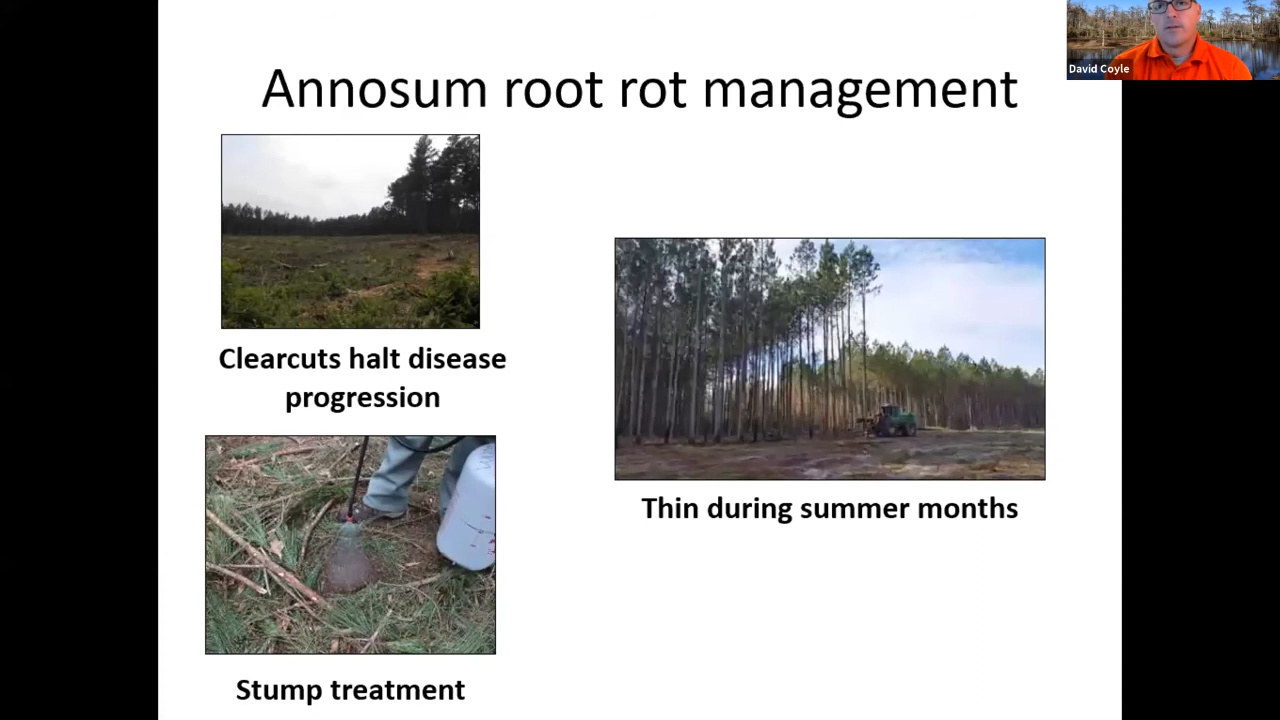 David Coyle
Annosum root rot management
Clearcuts halt disease
progression
Thin during summer months
Stump treatment